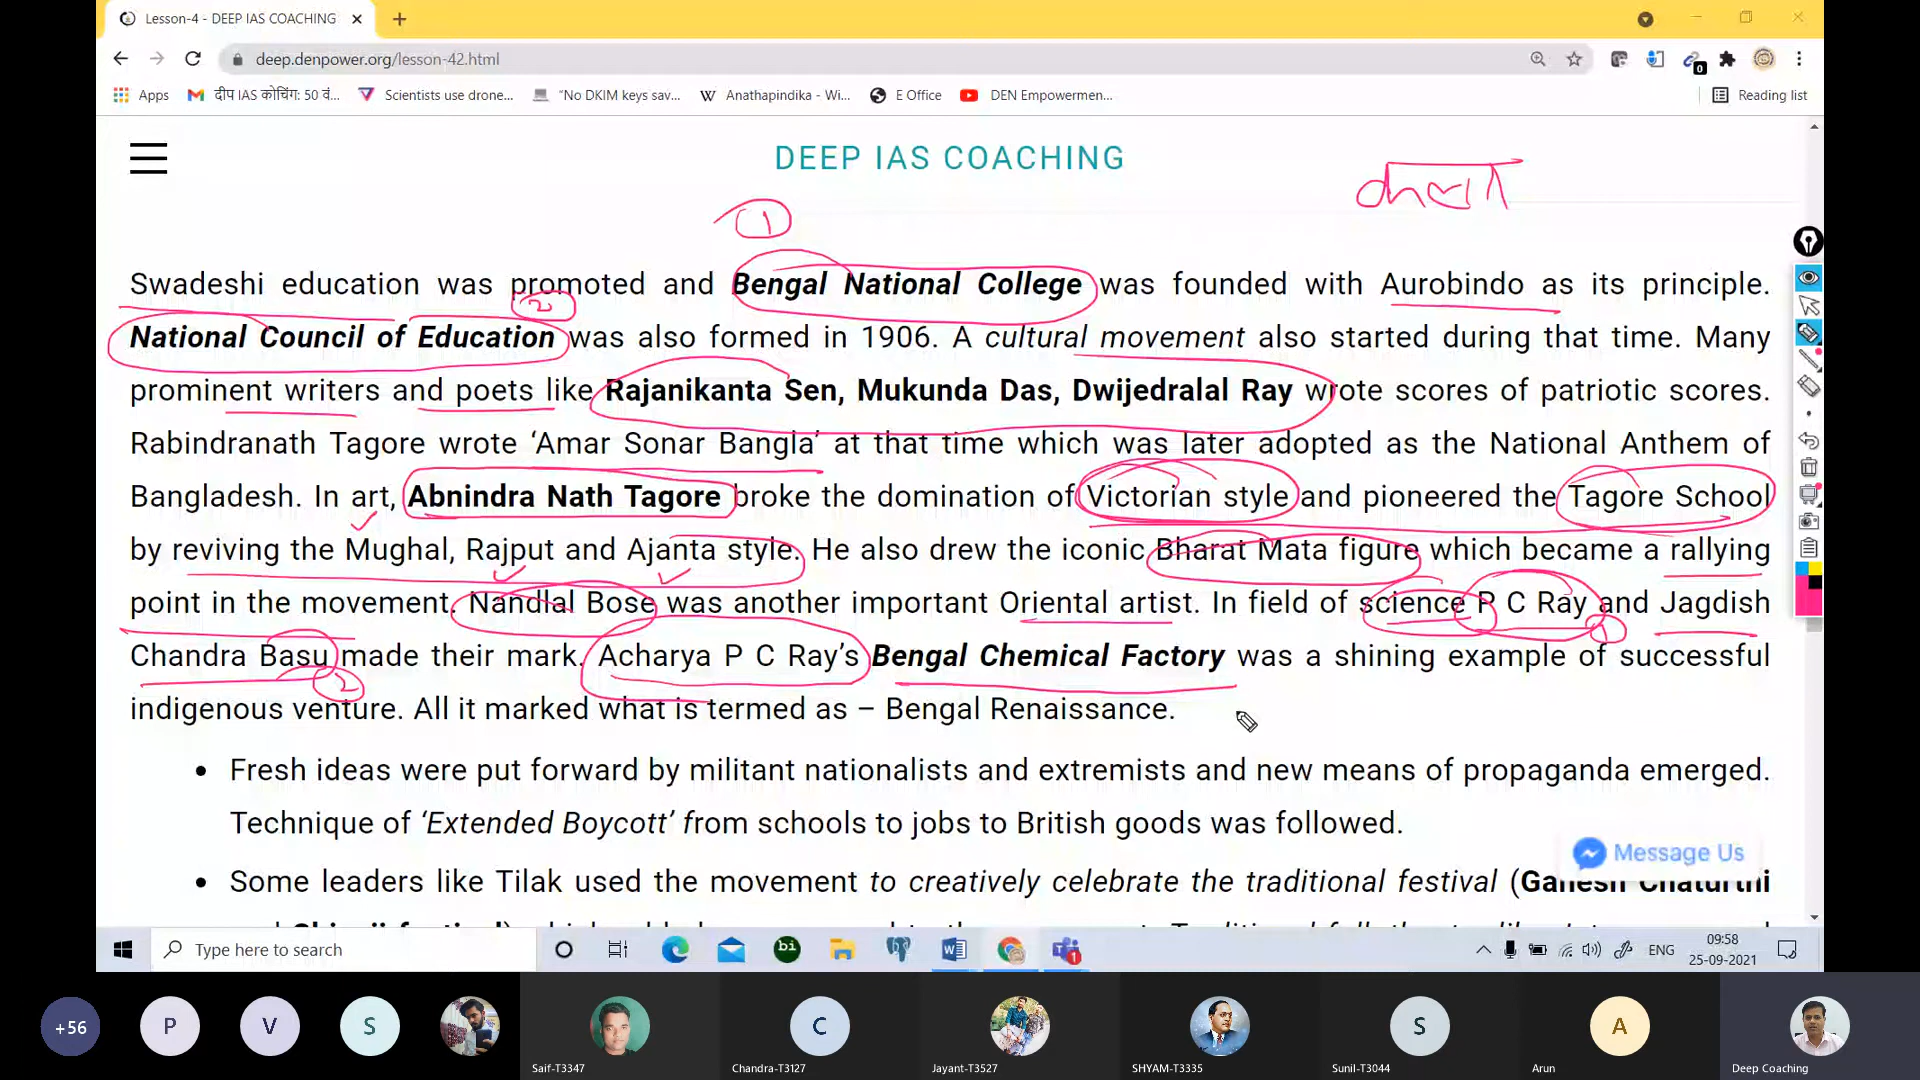 Lesson-4 - DEEP IAS COACHING
deep.denpower.org/lesson-42.html
0
Apps दीप IAS कोचिंग: 50 वं... Scientists use drone... "No DKIM keys sav... Anathapindika - Wi... E Office DEN Empowermen... Reading list
DEEP IAS COACHING
1
Swadeshi education was promoted and Bengal National College was founded with Aurobindo as its principle.
2
National Council of Education was also formed in 1906. A cultural movement also started during that time. Many
prominent writers and poets like Rajanikanta Sen, Mukunda Das, Dwijedralal Ray wrote scores of patriotic scores.
Rabindranath Tagore wrote ‘Amar Sonar Bangla’ at that time which was later adopted as the National Anthem of
Bangladesh. In art, Abnindra Nath Tagore broke the domination of Victorian style and pioneered the Tagore School
by reviving the Mughal, Rajput and Ajanta style. He also drew the iconic Bharat Mata figure which became a rallying
point in the movement. Nandlal Bose was another important Oriental artist. In field of science P C Ray and Jagdish
1
Chandra Basu made their mark. Acharya P C Ray’s Bengal Chemical Factory was a shining example of successful
2
indigenous venture. All it marked what is termed as – Bengal Renaissance.
• Fresh ideas were put forward by militant nationalists and extremists and new means of propaganda emerged.
Technique of ‘Extended Boycott’ from schools to jobs to British goods was followed.
Message Us
• Some leaders like Tilak used the movement to creatively celebrate the traditional festival (Ganesh Chaturthi
Type here to search
bi
1
ENG
09:58
25-09-2021
+56 P V S C S A
Saif-T3347 Chandra-T3127 Jayant-T3527 SHYAM-T3335 Sunil-T3044 Arun Deep Coaching